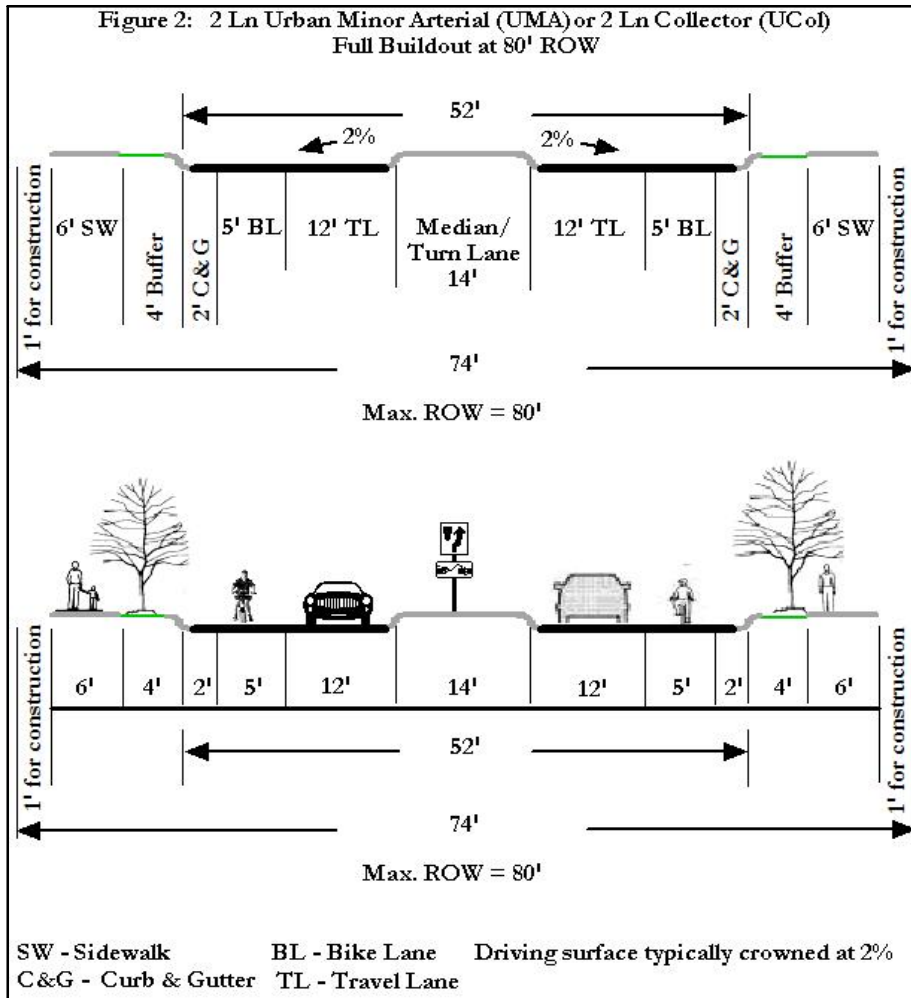 Figure 2: 2 Ln Urban Minor Arterial (UMA) or 2 Ln Collector (UCol)
Full Buildout at 80' ROW
52'
2% 2%
6' SW 5' BL 12' TL Median/ 12' TL 5' BL 6' SW
Turn Lane
14'
1' for construction 4' Buffer 2' C&G 2' C&G 4' Buffer 1' for construction
74'
Max. ROW = 80'
6' 4' 2' 5' 12' 14' 12' 5' 2' 4' 6'
1' for construction 1' for construction
52'
74'
Max. ROW = 80'
SW - Sidewalk BL - Bike Lane Driving surface typically crowned at 2%
C&G - Curb & Gutter TL - Travel Lane